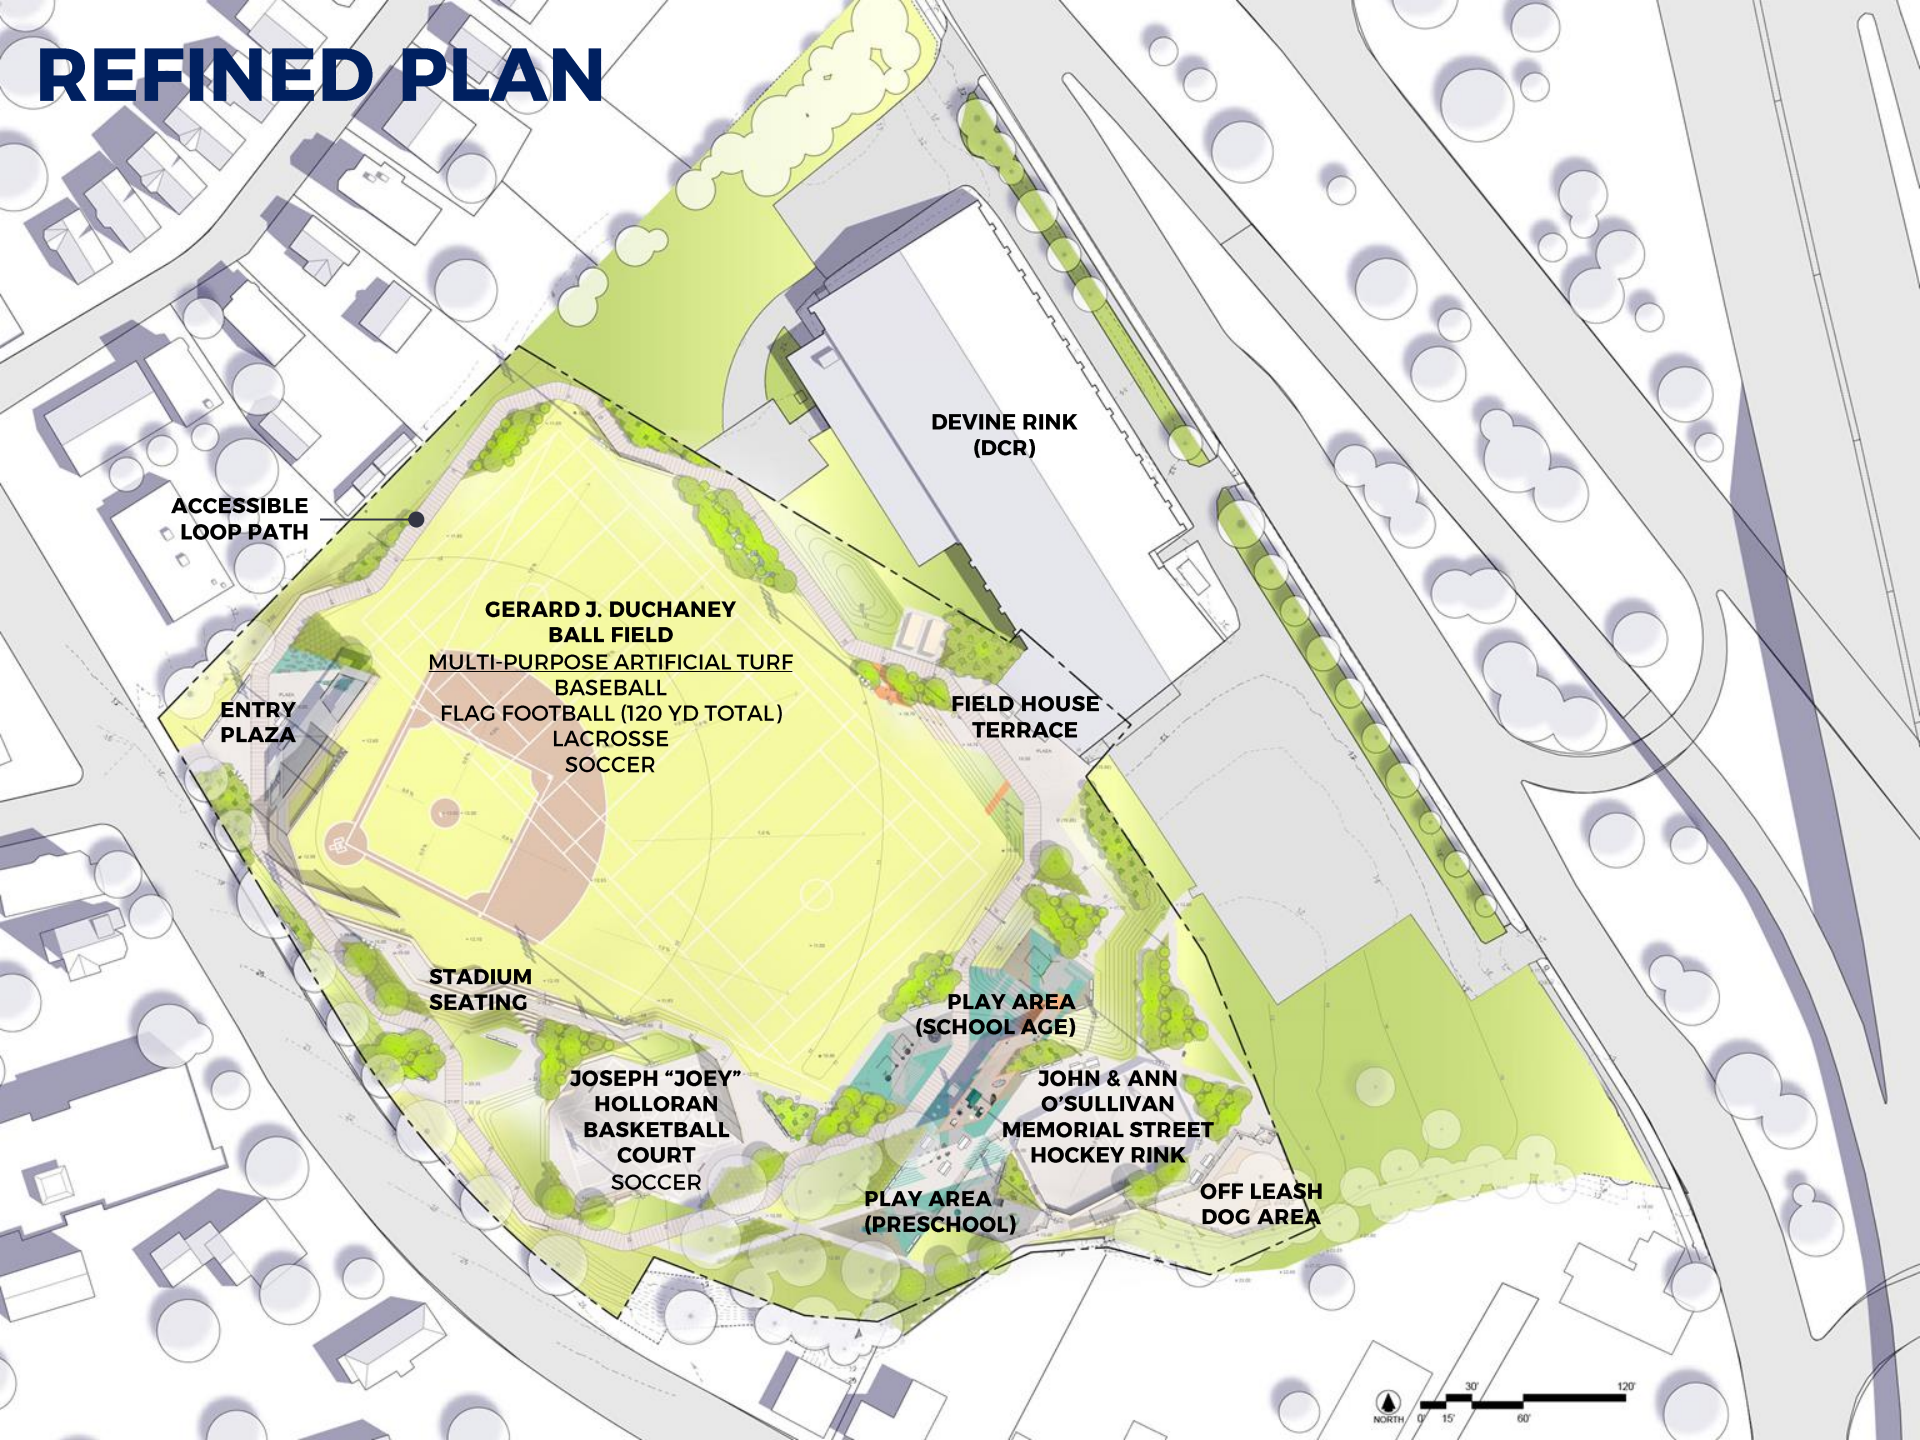 REFINED PLAN
DEVINE RINK
(DCR)
ACCESSIBLE
LOOP PATH
GERARD J. DUCHANEY
BALL FIELD
MULTI-PURPOSE ARTIFICIAL TURF
BASEBALL
FLAG FOOTBALL (120 YD TOTAL)
LACROSSE
SOCCER
ENTRY
PLAZA
FIELD HOUSE
TERRACE
STADIUM
SEATING
PLAY AREA
(SCHOOL AGE)
JOSEPH “JOEY”
HOLLORAN
BASKETBALL
COURT
SOCCER
JOHN & ANN
O’SULLIVAN
MEMORIAL STREET
HOCKEY RINK
PLAY AREA
(PRESCHOOL)
OFF LEASH
DOG AREA
NORTH
0' 15' 30' 60' 120'